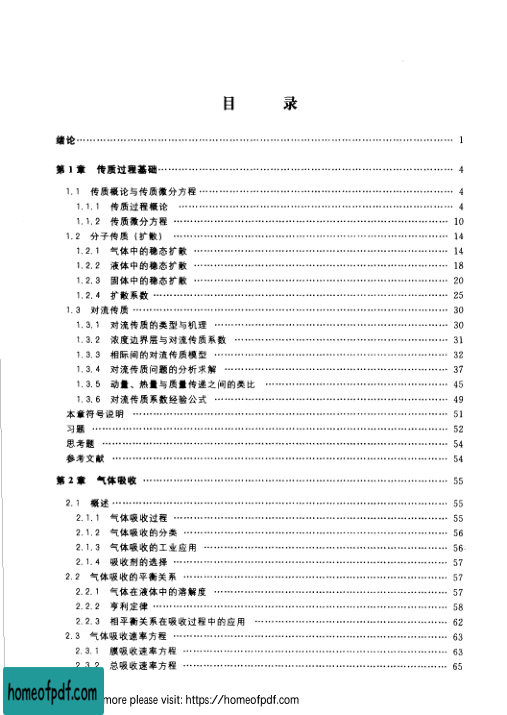 目 录
绪论……………………………………………… 1
第1章 传质过程基础……………………………………………… 4
1.1 传质概论与传质微分方程……………………………………………… 4
1.1.1 传质过程概论 ……………………………………………… 4
1.1.2 传质微分方程 ……………………………………………… 10
1.2 分子传质(扩散) ……………………………………………… 14
1.2.1 气体中的稳态扩散 ……………………………………………… 14
1.2.2 液体中的稳态扩散 ……………………………………………… 18
1.2.3 固体中的稳态扩散 ……………………………………………… 20
1.2.4 扩散系数 ……………………………………………… 25
1.3 对流传质 ……………………………………………… 30
1.3.1 对流传质的类型与机理 ……………………………………………… 30
1.3.2 浓度边界层与对流传质系数 ……………………………………………… 31
1.3.3 相际间的对流传质模型 ……………………………………………… 32
1.3.4 对流传质问题的分析求解 ……………………………………………… 37
1.3.5 动量、热量与质量传递之间的类比 ……………………………………………… 45
1.3.6 对流传质系数经验公式 ……………………………………………… 49
本章符号说明 ……………………………………………… 51
习题 ……………………………………………… 52
思考题 ……………………………………………… 54
参考文献 ……………………………………………… 54
第2章 气体吸收 ……………………………………………… 55
2.1 概述 ……………………………………………… 55
2.1.1 气体吸收过程 ……………………………………………… 55
2.1.2 气体吸收的分类 ……………………………………………… 56
2.1.3 气体吸收的工业应用 ……………………………………………… 56
2.1.4 吸收剂的选择 ……………………………………………… 57
2.2 气体吸收的平衡关系 ……………………………………………… 57
2.2.1 气体在液体中的溶解度 ……………………………………………… 57
2.2.2 亨利定律 ……………………………………………… 58
2.2.3 相平衡关系在吸收过程中的应用 ……………………………………………… 62
2.3 气体吸收速率方程 ……………………………………………… 63
2.3.1 膜吸收速率方程 ……………………………………………… 63
2.3.2 总吸收速率方程 ……………………………………………… 65
homeofpdf.com
more please visit: https://homeofpdf.com